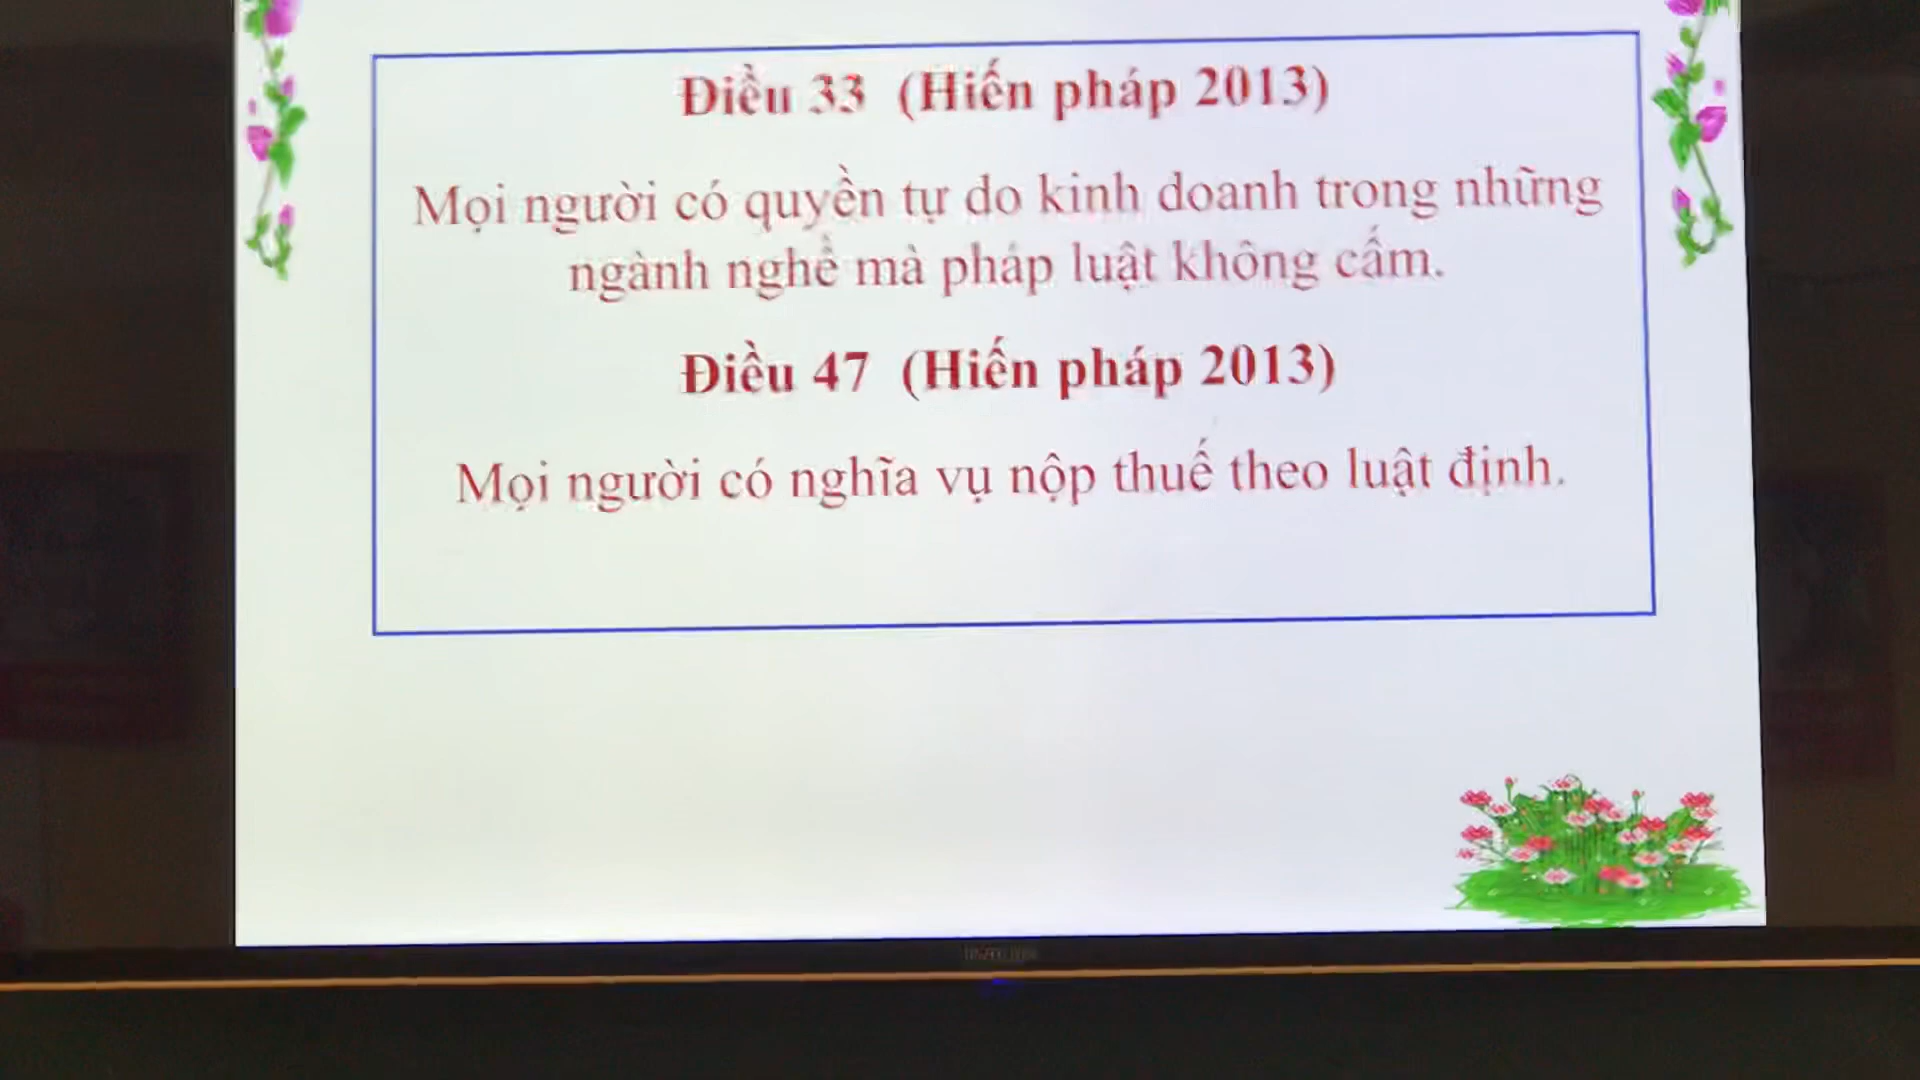 Điều 33 (Hiến pháp 2013)
Mọi người có quyền tự do kinh doanh trong những
ngành nghề mà pháp luật không cấm.
Điều 47 (Hiến pháp 2013)
Mọi người có nghĩa vụ nộp thuế theo luật định.